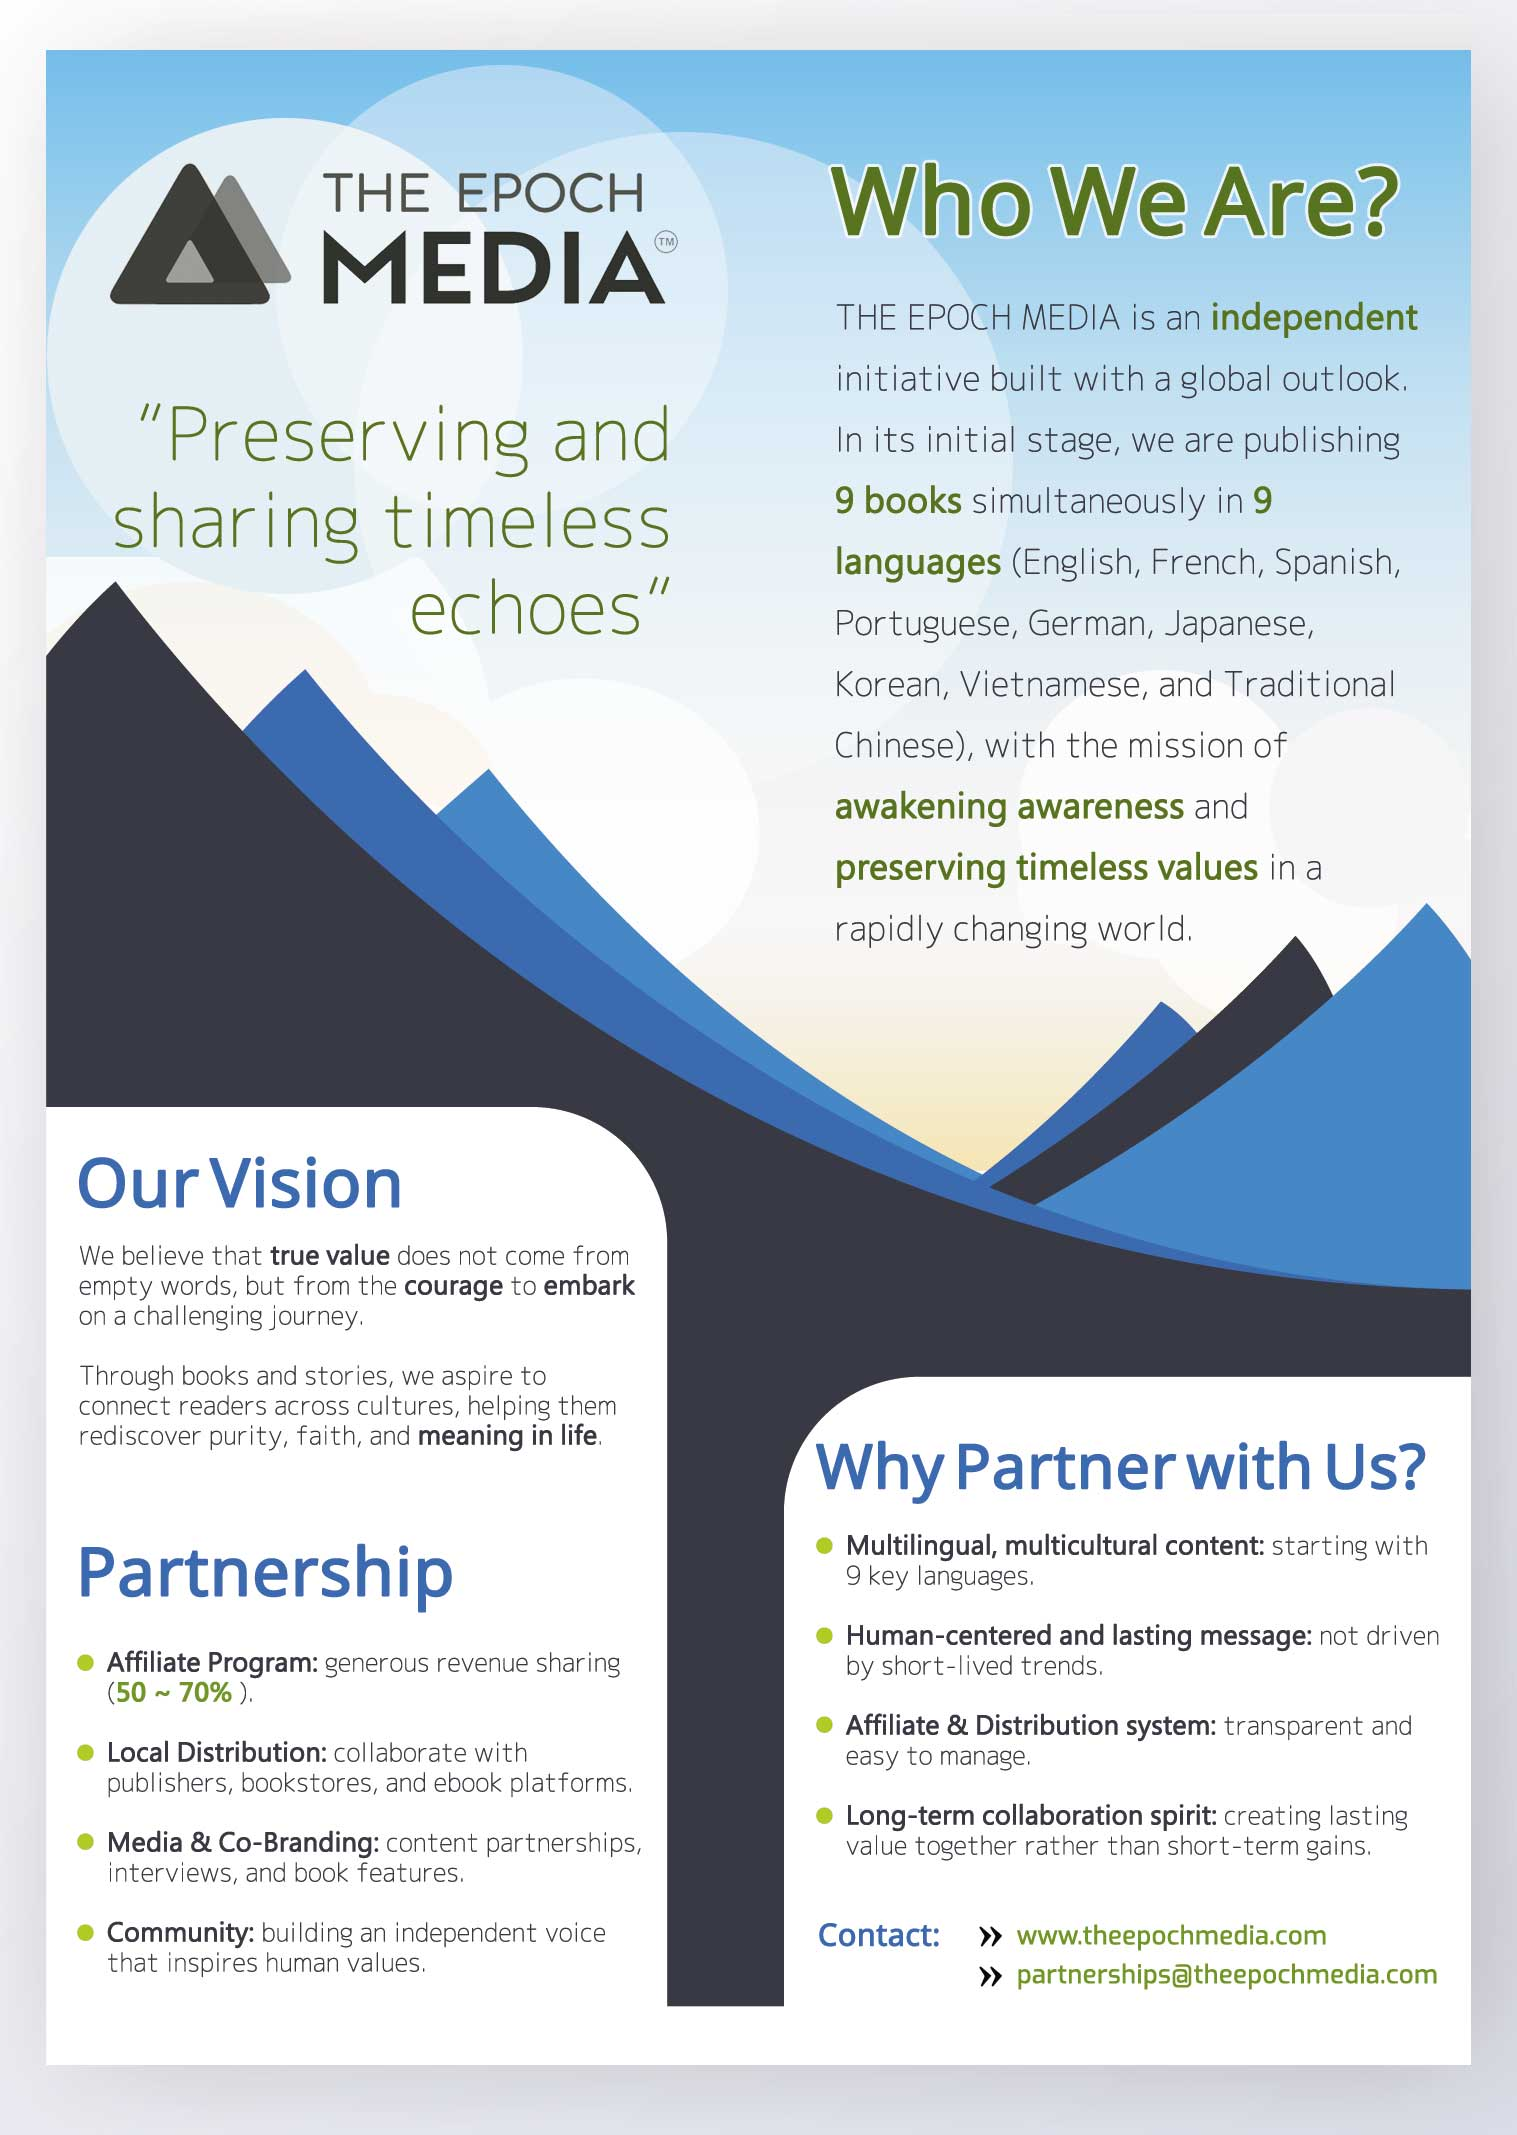 THE EPOCH
MEDIA™
“Preserving and
sharing timeless
echoes”
Who We Are?
THE EPOCH MEDIA is an independent
initiative built with a global outlook.
In its initial stage, we are publishing
9 books simultaneously in 9
languages (English, French, Spanish,
Portuguese, German, Japanese,
Korean, Vietnamese, and Traditional
Chinese), with the mission of
awakening awareness and
preserving timeless values in a
rapidly changing world.
Our Vision
We believe that true value does not come from
empty words, but from the courage to embark
on a challenging journey.
Through books and stories, we aspire to
connect readers across cultures, helping them
rediscover purity, faith, and meaning in life.
Partnership
Affiliate Program: generous revenue sharing
(50 ~ 70% ).
Local Distribution: collaborate with
publishers, bookstores, and ebook platforms.
Media & Co-Branding: content partnerships,
interviews, and book features.
Community: building an independent voice
that inspires human values.
Why Partner with Us?
Multilingual, multicultural content: starting with
9 key languages.
Human-centered and lasting message: not driven
by short-lived trends.
Affiliate & Distribution system: transparent and
easy to manage.
Long-term collaboration spirit: creating lasting
value together rather than short-term gains.
Contact: » www.theepochmedia.com
» partnerships@theepochmedia.com